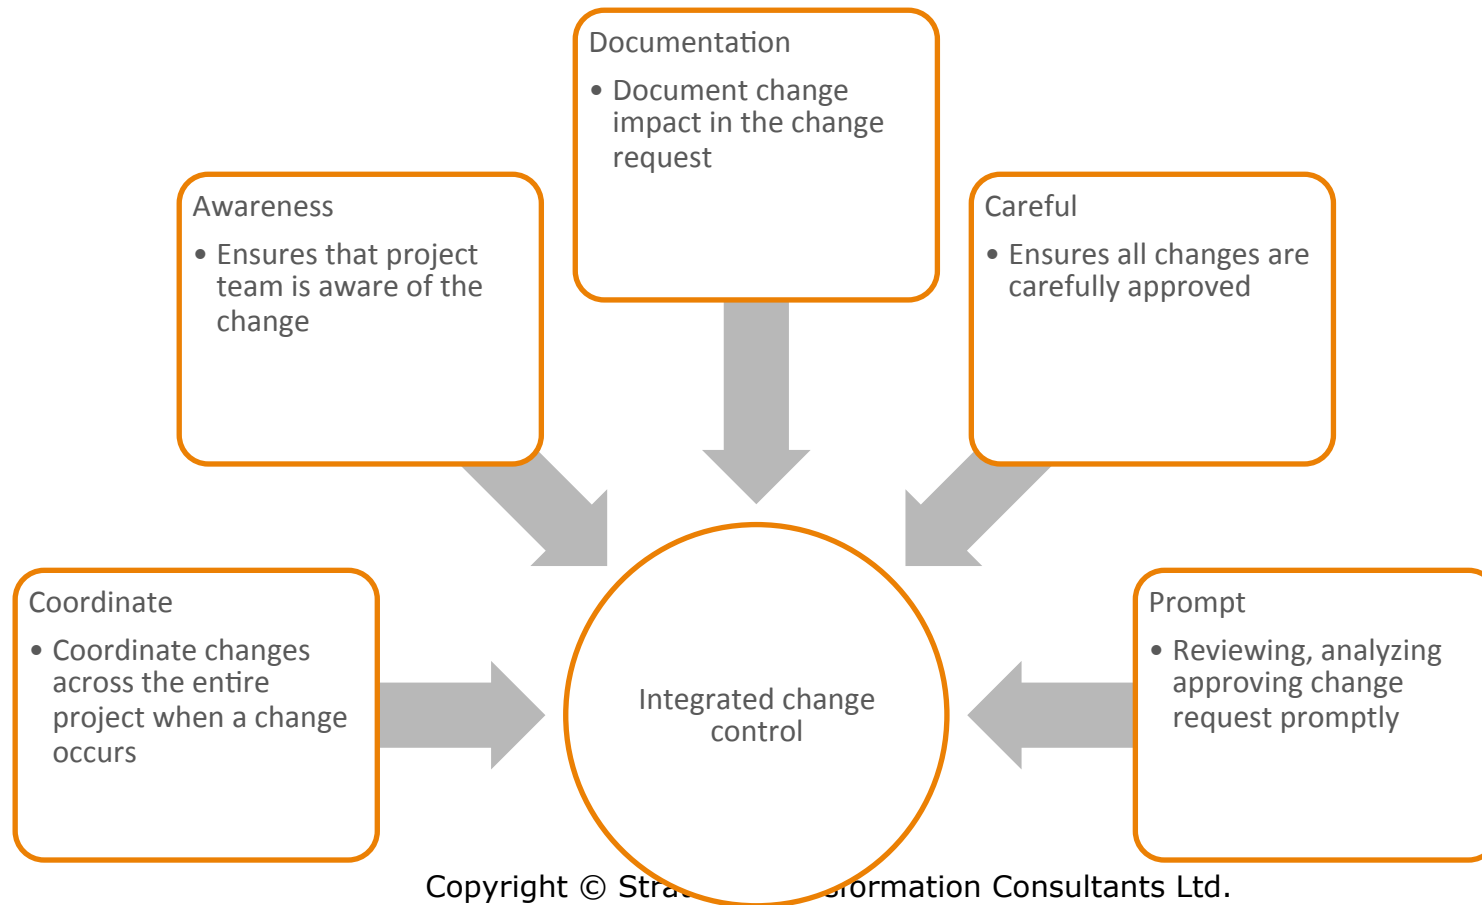 Documentation
• Document change
impact in the change
request
Awareness
• Ensures that project
team is aware of the
change
Careful
• Ensures all changes are
carefully approved
Coordinate
• Coordinate changes
across the entire
project when a change
occurs
Integrated change
control
Prompt
• Reviewing, analyzing
approving change
request promptly
Copyright © Consultants Ltd.